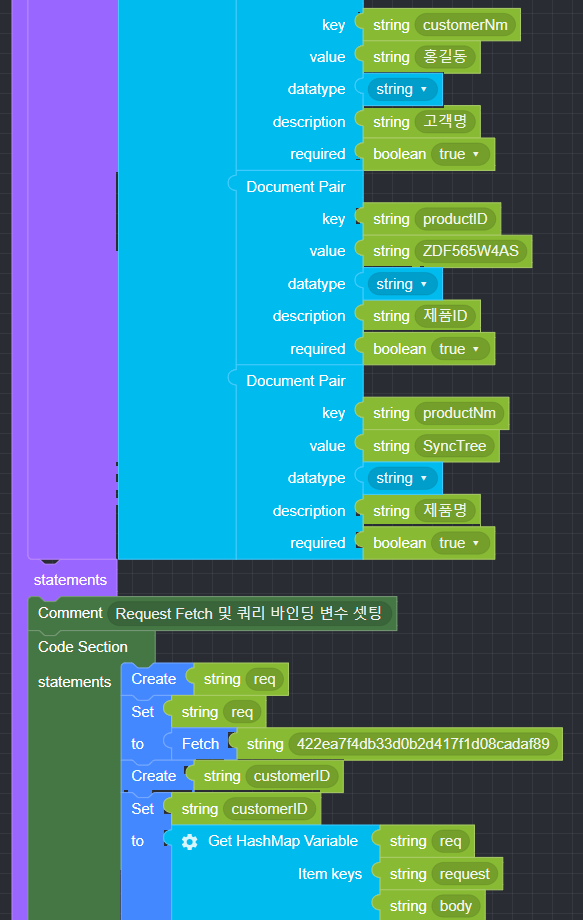 key string customerNm
value string 홍길동
datatype string
description string 고객명
required boolean true
Document Pair
key string productID
value string ZDF565W4AS
datatype string
description string 제품ID
required boolean true
Document Pair
key string productNm
value string SyncTree
datatype string
description string 제품명
required boolean true
statements
Comment Request Fetch 및 쿼리 바인딩 변수 셋팅
Code Section
statements Create string req
Set string req
to Fetch string 422ea7f4db33d0b2d417f1d08cadaf89
Create string customerID
Set string customerID
to Get HashMap Variable string req
Item keys string request
string body